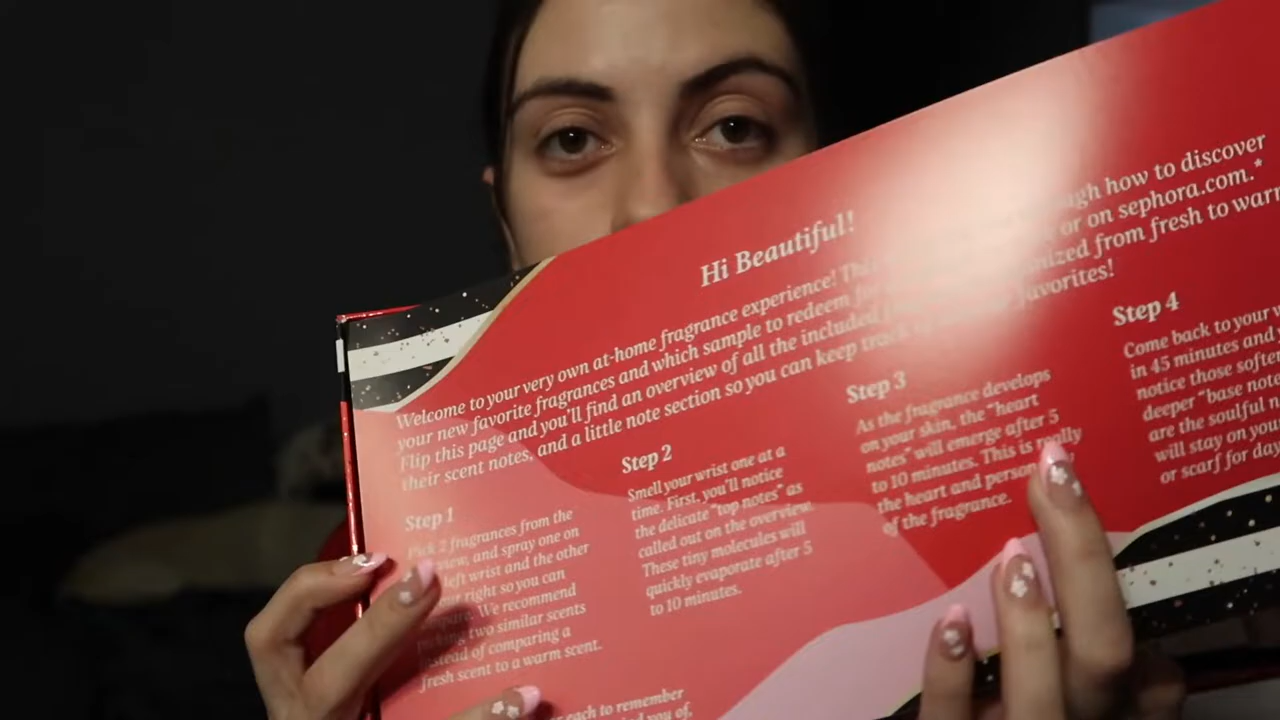 Hi Beautiful!
Welcome to your very own at-home fragrance experience! how to discover
your new favorite fragrances and which sample to redeem or on sephora.com.*
Flip this page and you'll find an overview of all the included from fresh to
their scent notes, and a little note section so you can keep favorites!
Step 1
Pick 2 fragrances from the
and spray one on
left wrist and the other
right so you can
We recommend
two similar scents
instead of comparing a
fresh scent to a warm scent.
Step 2
Smell your wrist one at a
time. First, you'll notice
the delicate "top notes" as
called out on the overview.
These tiny molecules will
quickly evaporate after 5
to 10 minutes.
Step 3
As the fragrance develops
on your skin, the "heart
notes" will emerge after 5
to 10 minutes. This is really
the heart and
of the fragrance.
Step 4
Come back to your
in 45 minutes and
notice those
deeper "base
are the soulful
will stay on your
or scarf for
each to remember
you of,